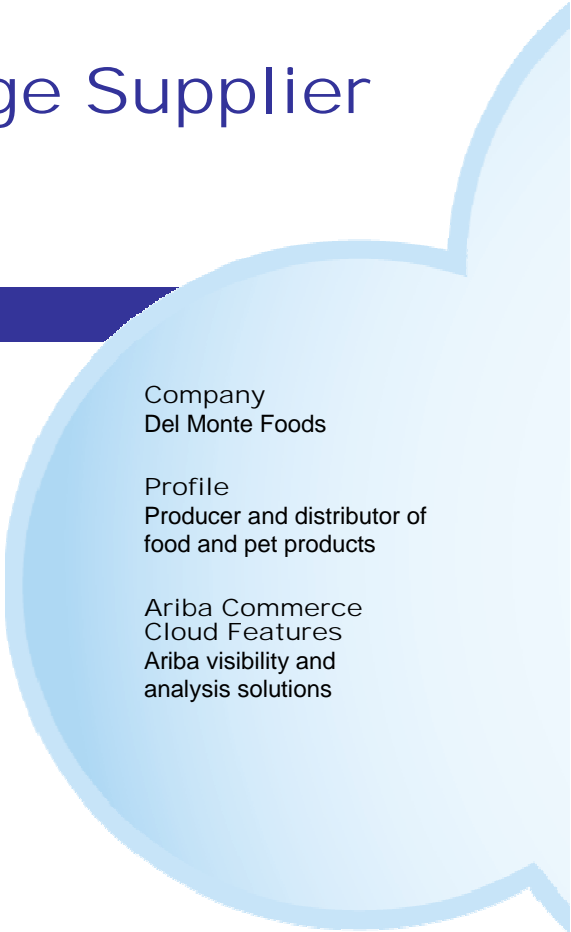 ge Supplier
Company
Del Monte Foods
Profile
Producer and distributor of
food and pet products
Ariba Commerce
Cloud Features
Ariba visibility and
analysis solutions